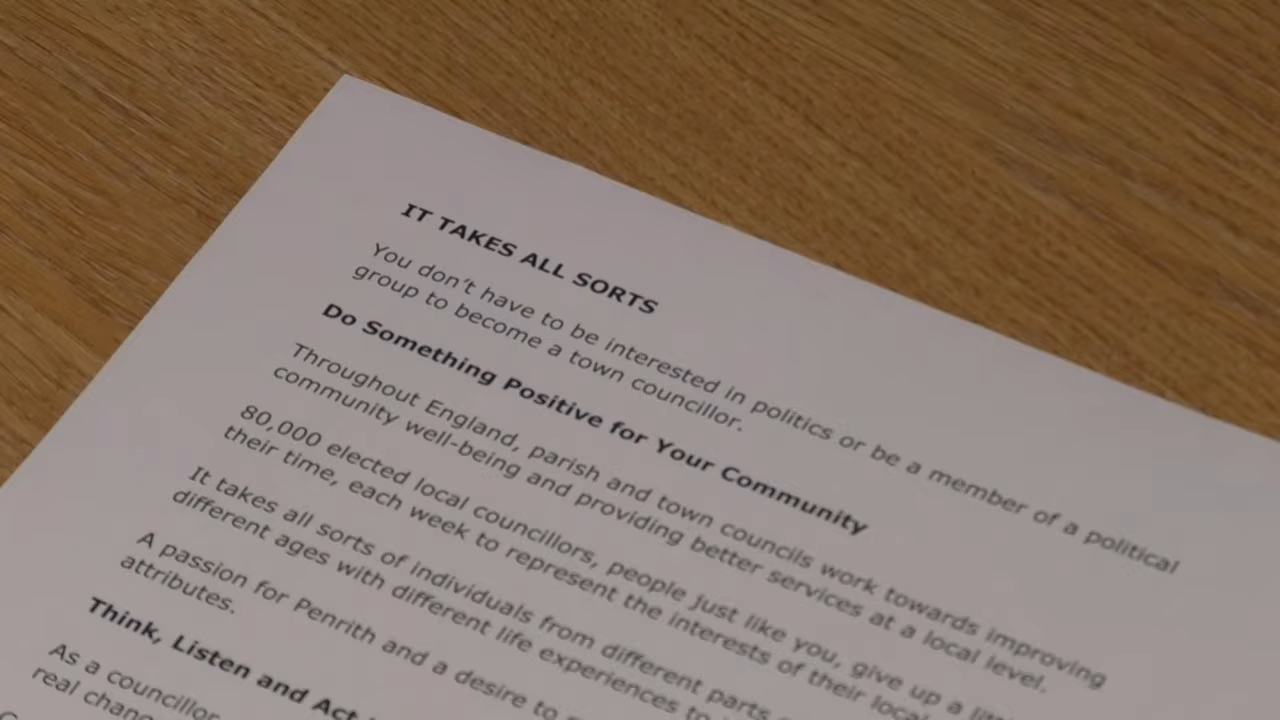 IT TAKES ALL SORTS
You don't have to be interested in politics or be a member of a political
group to become a town councillor.
Do Something Positive for Your Community
Throughout England, parish and town councils work towards improving
community well-being and providing better services at a local level.
80,000 elected local councillors, people just like you, give up a
their time, each week to represent the interests of their local
It takes all sorts of individuals from different parts
different ages with different life experiences to
A passion for Penrith and a desire to
attributes.
Think, Listen and Act
As a councillor
real